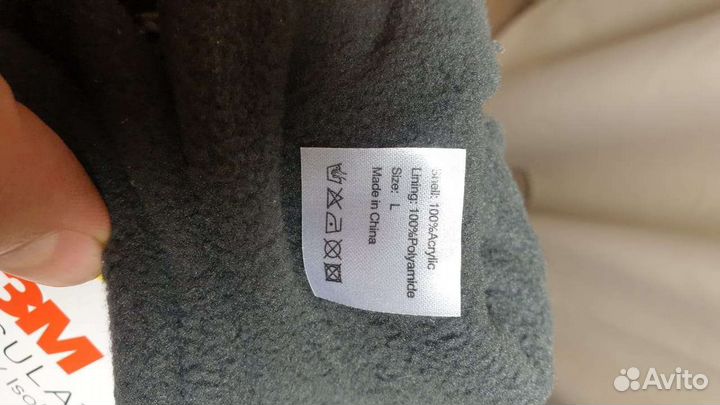 Shell: 100%Acrylic
Lining: 100%Polyamide
Size: L
Made in China
3M
Avito